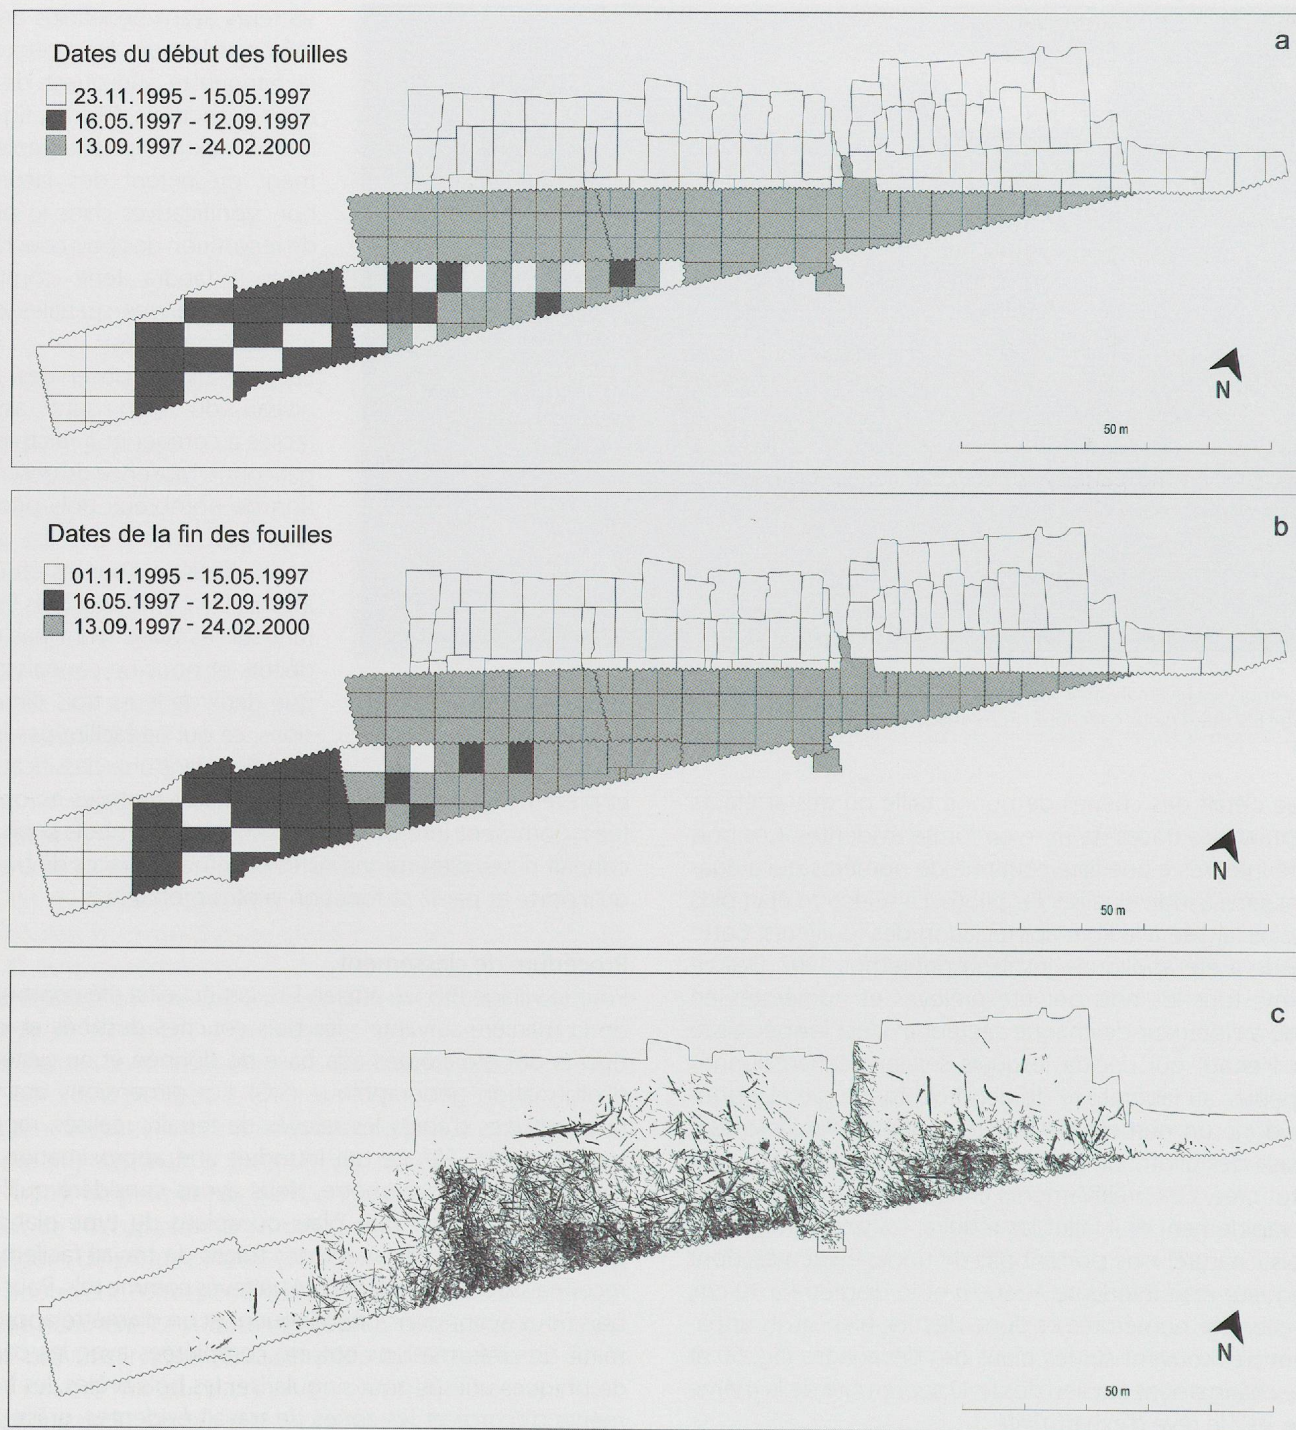 a
Dates du début des fouilles
23.11.1995 - 15.05.1997
16.05.1997 - 12.09.1997
13.09.1997 - 24.02.2000
N
50 m
b
Dates de la fin des fouilles
01.11.1995 - 15.05.1997
16.05.1997 - 12.09.1997
13.09.1997 - 24.02.2000
N
50 m
c
N
50 m